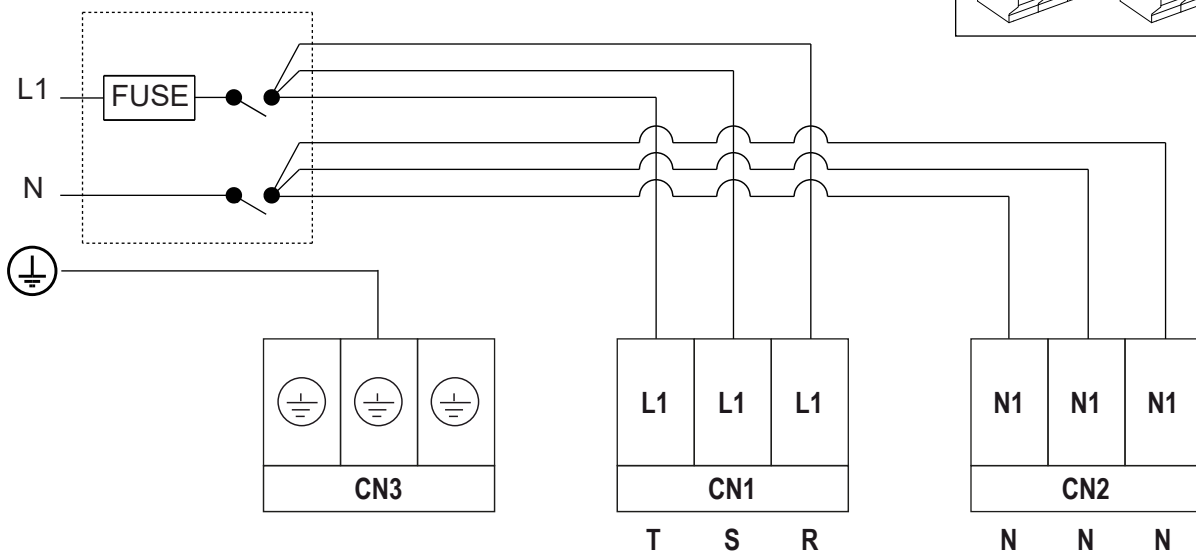 L1
FUSE
N
L1 L1 L1
N1 N1 N1
CN3
CN1
CN2
T S R
N N N